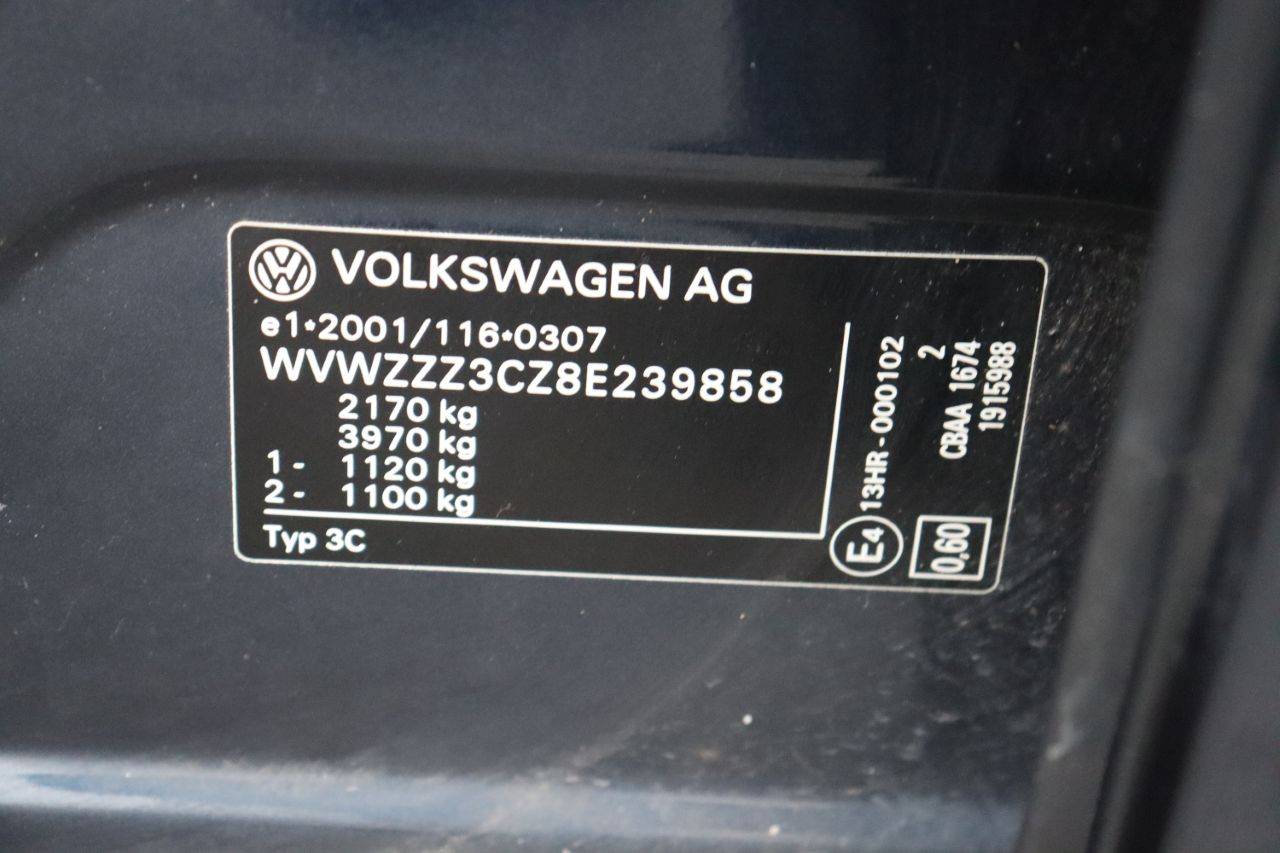 VOLKSWAGEN AG
e1*2001/116*0307
WVWZZZ3CZ8E239858
2170 kg
3970 kg
1- 1120 kg
2- 1100 kg
Typ 3C
E4 13HR-000102
2
CBAA 1674
1915988
0,60